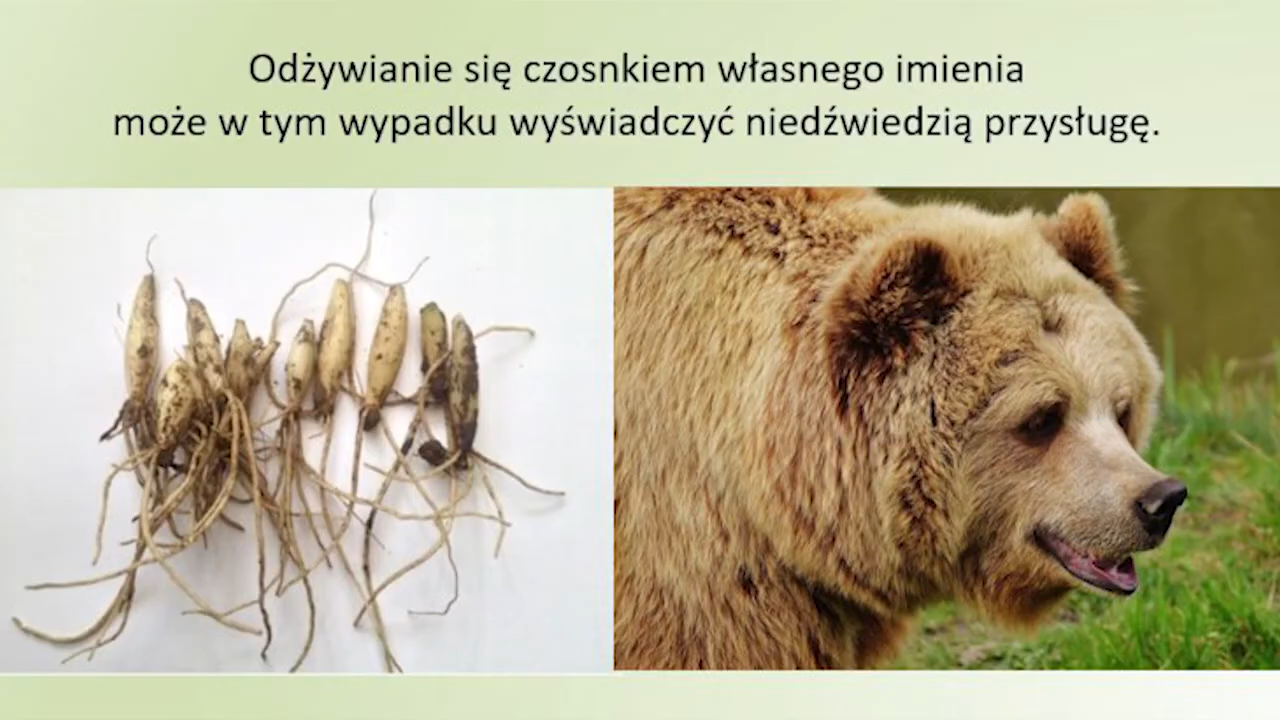 Odżywianie się czosnkiem własnego imienia
może w tym wypadku wyświadczyć niedźwiedzią przysługę.